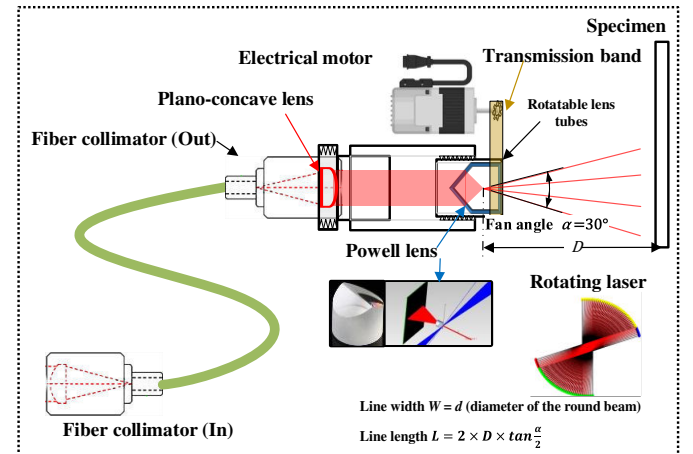 Specimen
Electrical motor
Transmission band
Plano-concave lens
Rotatable lens
tubes
Fiber collimator (Out)
Fan angle α=30°
Powell lens
D
Rotating laser
Line width W = d (diameter of the round beam)
Fiber collimator (In)
Line length L = 2 × D × tan α/2